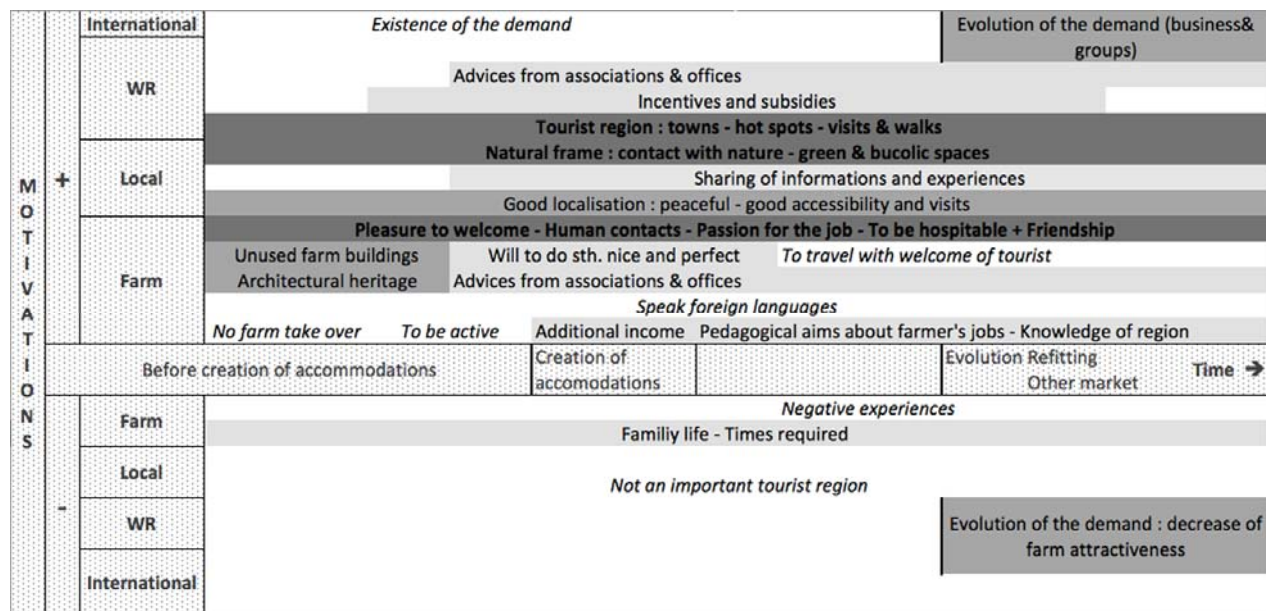 International
Existence of the demand
Evolution of the demand (business&
groups)
WR
Advices from associations & offices
Incentives and subsidies
Tourist region : towns - hot spots - visits & walks
Natural frame : contact with nature - green & bucolic spaces
MOTIVATIONS
+
Local
Sharing of informations and experiences
Good localisation : peaceful - good accessibility and visits
Pleasure to welcome - Human contacts - Passion for the job - To be hospitable + Friendship
Unused farm buildings Will to do sth. nice and perfect To travel with welcome of tourist
Farm
Architectural heritage Advices from associations & offices
Speak foreign languages
No farm take over To be active Additional income Pedagogical aims about farmer's jobs - Knowledge of region
Before creation of accommodations
Creation of
accomodations
Evolution Refitting
Other market
Time →
Negative experiences
Farm
Familiy life - Times required
Local
Not an important tourist region
-
WR
Evolution of the demand : decrease of
farm attractiveness
International